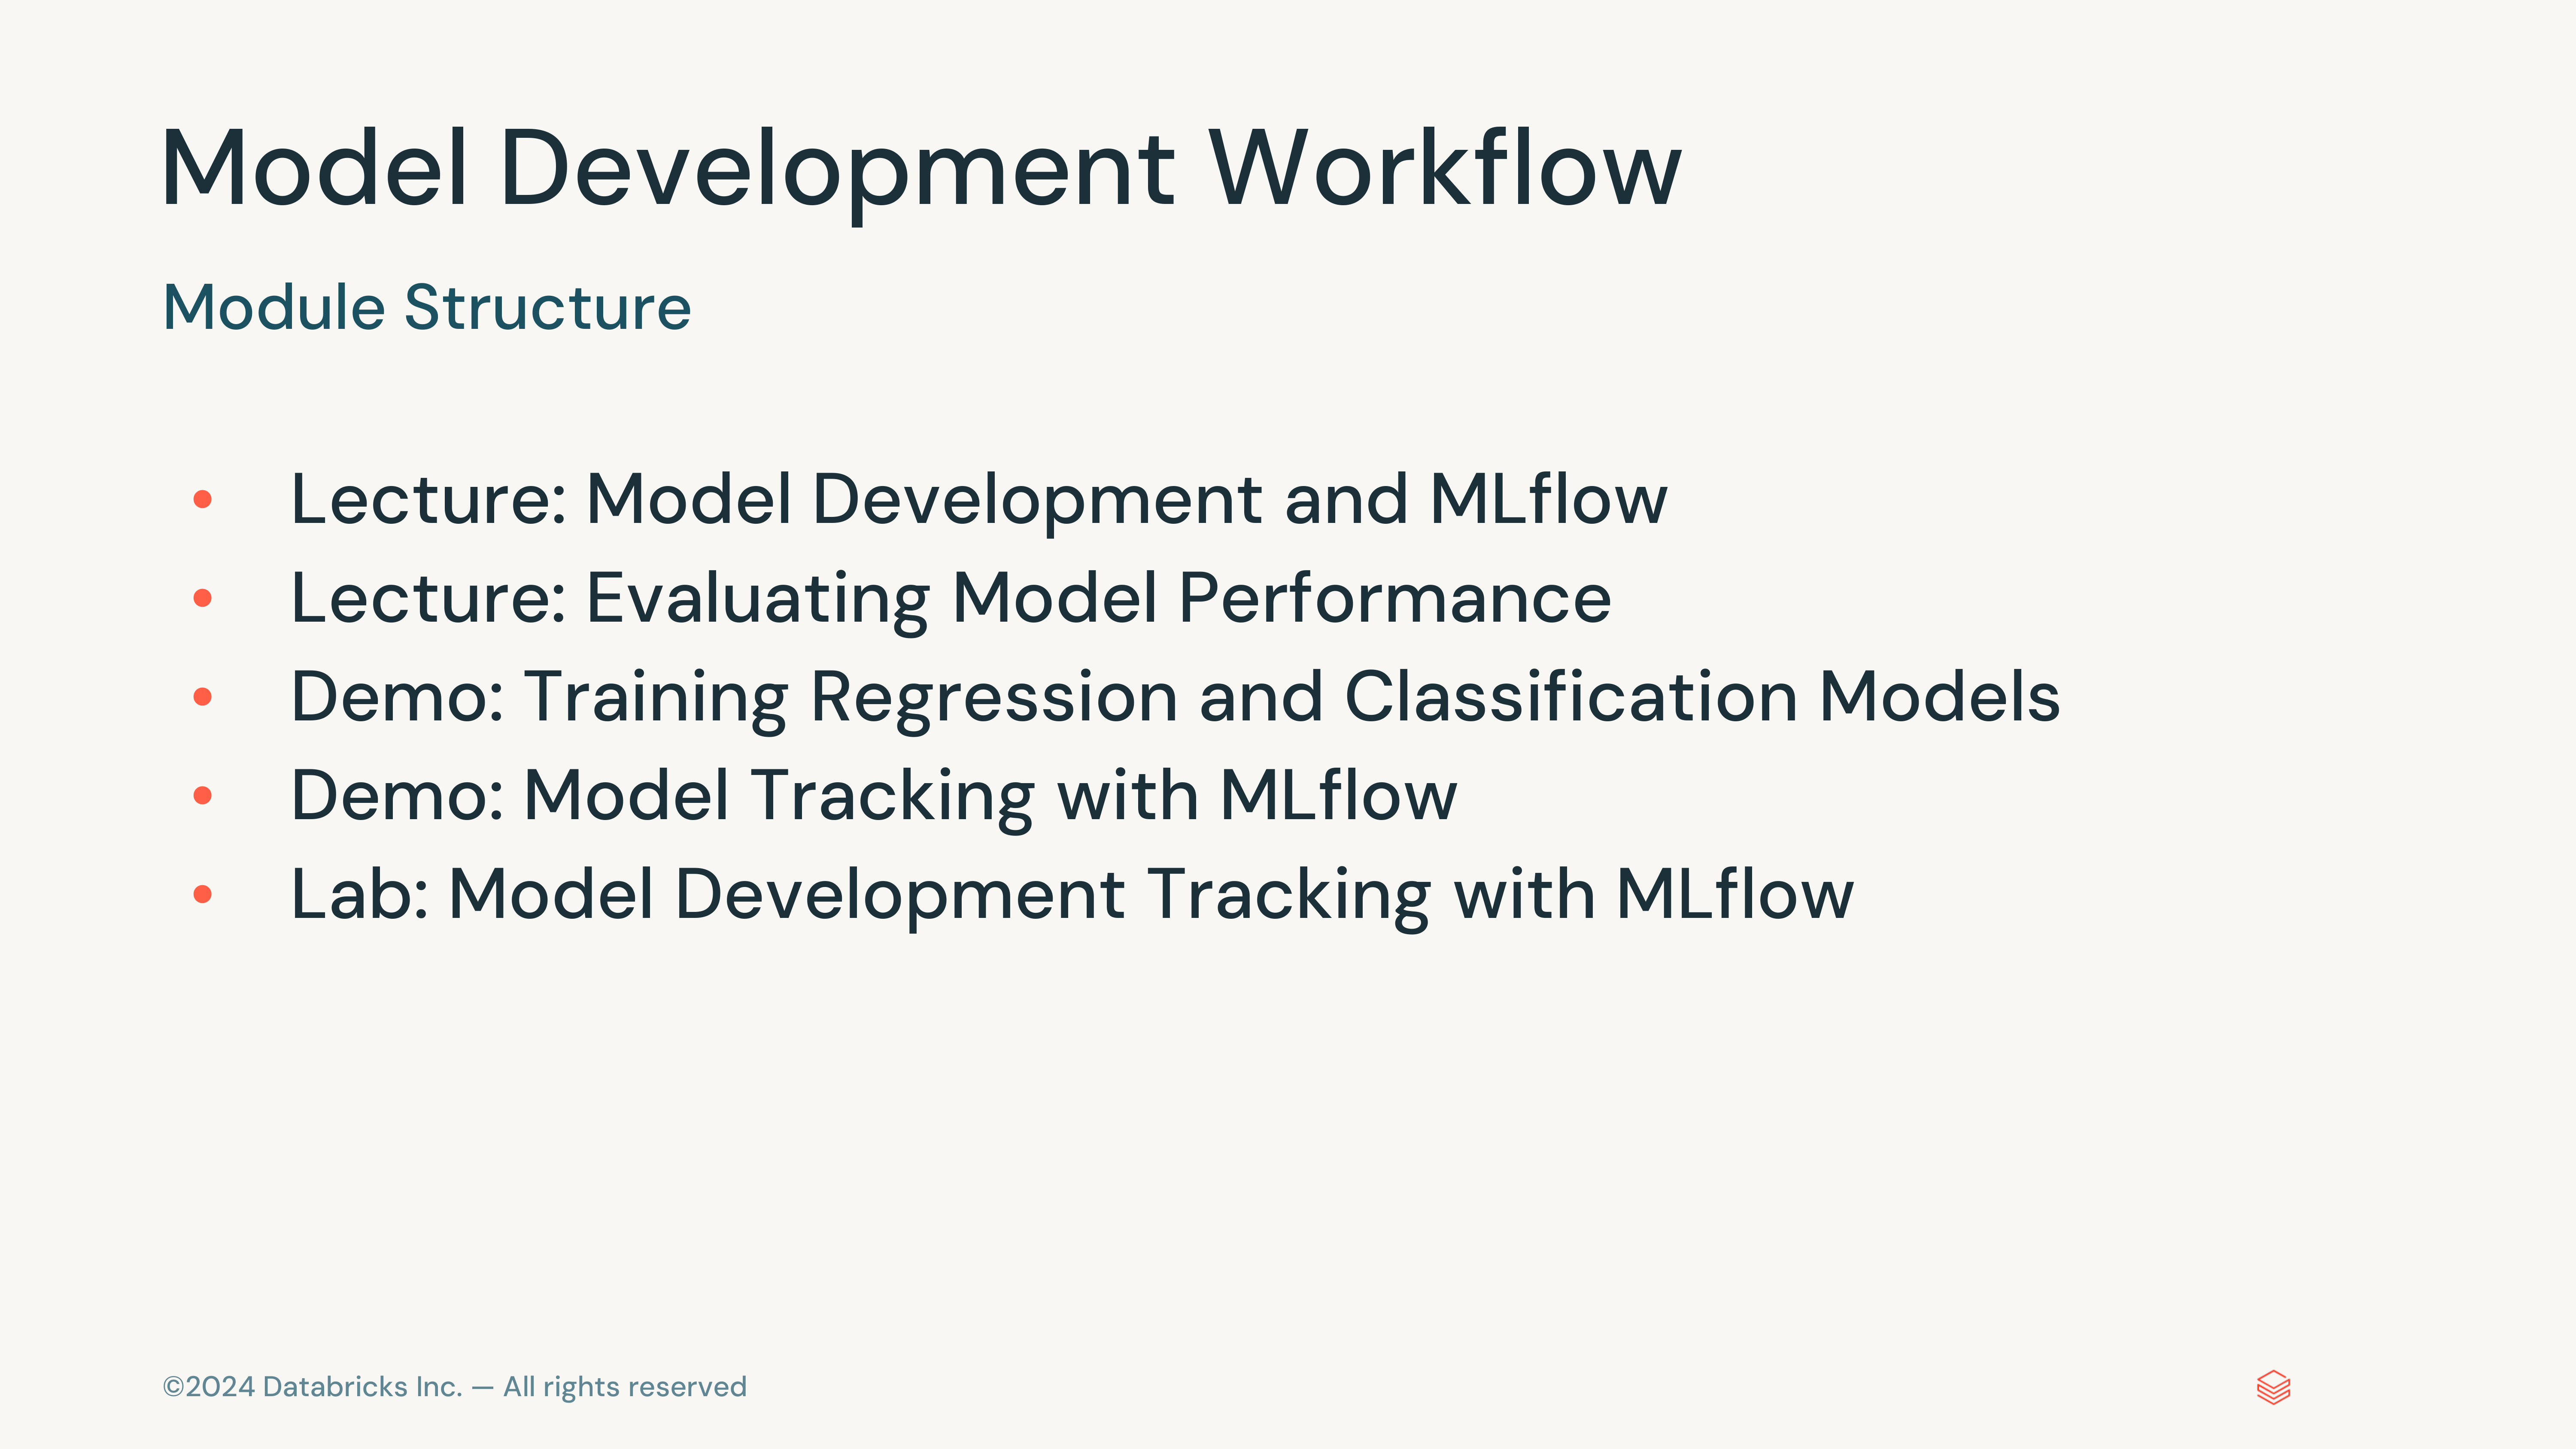 Model Development Workflow
Module Structure
• Lecture: Model Development and MLflow
• Lecture: Evaluating Model Performance
• Demo: Training Regression and Classification Models
• Demo: Model Tracking with MLflow
• Lab: Model Development Tracking with MLflow
©2024 Databricks Inc. — All rights reserved